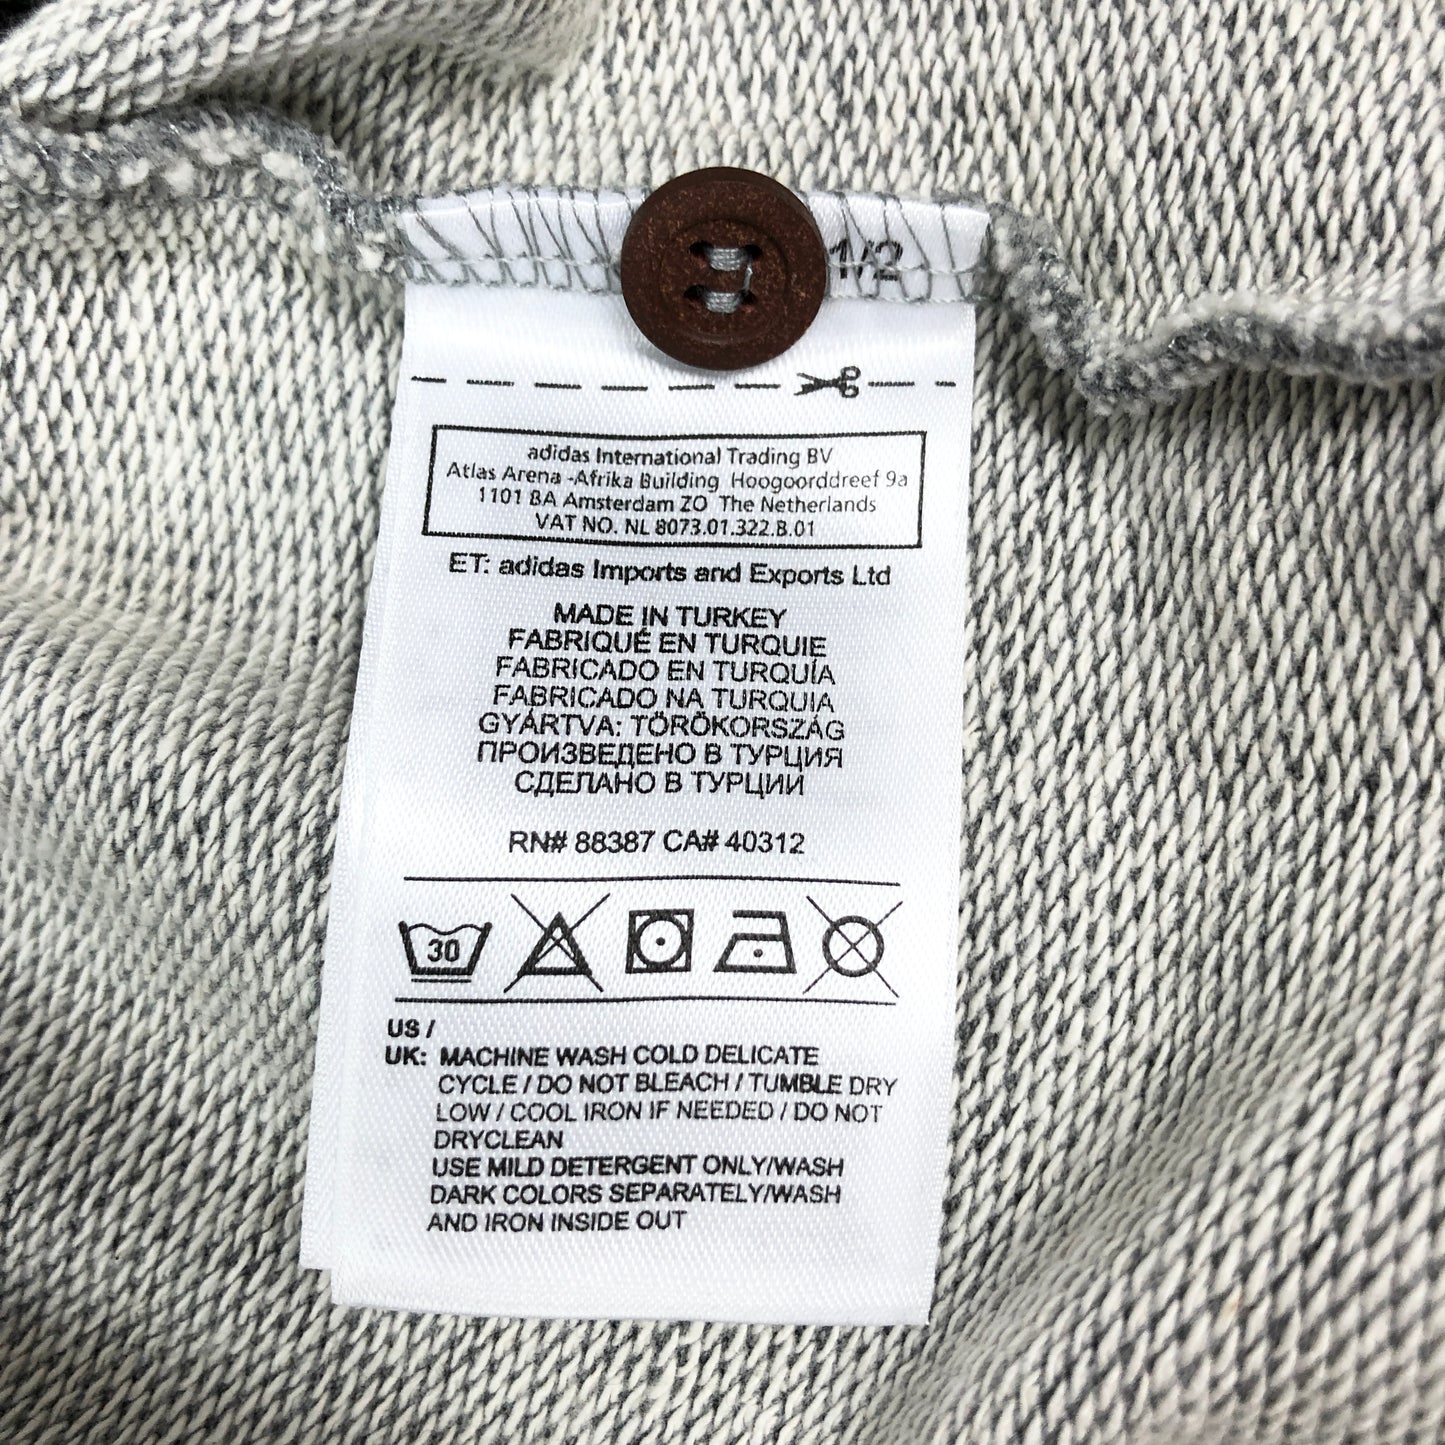 1/2
adidas International Trading BV
Atlas Arena -Afrika Building Hoogoorddreef 9a
1101 BA Amsterdam ZO The Netherlands
VAT NO. NL 8073.01.322.B.01
ET: adidas Imports and Exports Ltd
MADE IN TURKEY
FABRIQUÉ EN TURQUIE
FABRICADO EN TURQUÍA
FABRICADO NA TURQUIA
GYÁRTVA: TÖRÖKORSZÁG
ПРОИЗВЕДЕНО В ТУРЦИЯ
СДЕЛАНО В ТУРЦИИ
RN# 88387 CA# 40312
30
US /
UK: MACHINE WASH COLD DELICATE
CYCLE / DO NOT BLEACH / TUMBLE DRY
LOW / COOL IRON IF NEEDED / DO NOT
DRYCLEAN
USE MILD DETERGENT ONLY/WASH
DARK COLORS SEPARATELY/WASH
AND IRON INSIDE OUT